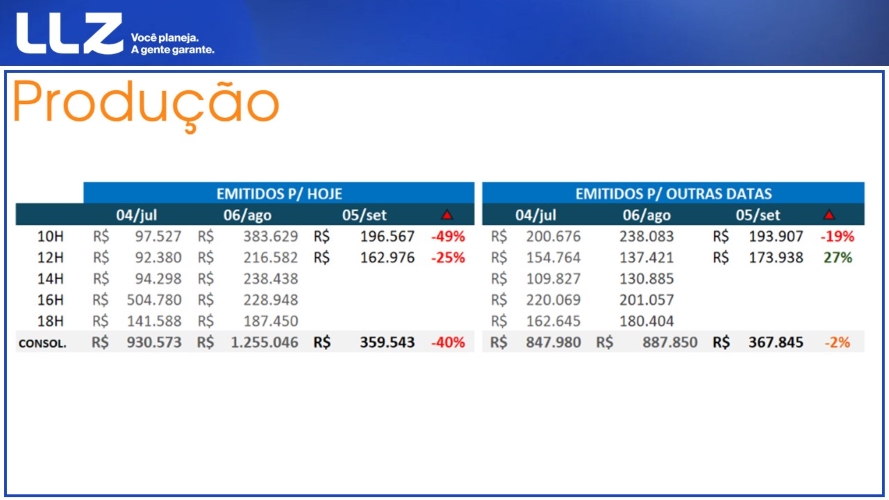 LLZ Você planeja.
A gente garante.
Produção
EMITIDOS P/ HOJE EMITIDOS P/ OUTRAS DATAS
04/jul 06/ago 05/set 04/jul 06/ago 05/set
10H R$ 97.527 R$ 383.629 R$ 196.567 -49% R$ 200.676 238.083 R$ 193.907 -19%
12H R$ 92.380 R$ 216.582 R$ 162.976 -25% R$ 154.764 137.421 R$ 173.938 27%
14H R$ 94.298 R$ 238.438 R$ 109.827 130.885
16H R$ 504.780 R$ 228.948 R$ 220.069 201.057
18H R$ 141.588 R$ 187.450 R$ 162.645 180.404
CONSOL. R$ 930.573 R$ 1.255.046 R$ 359.543 -40% R$ 847.980 R$ 887.850 R$ 367.845 -2%